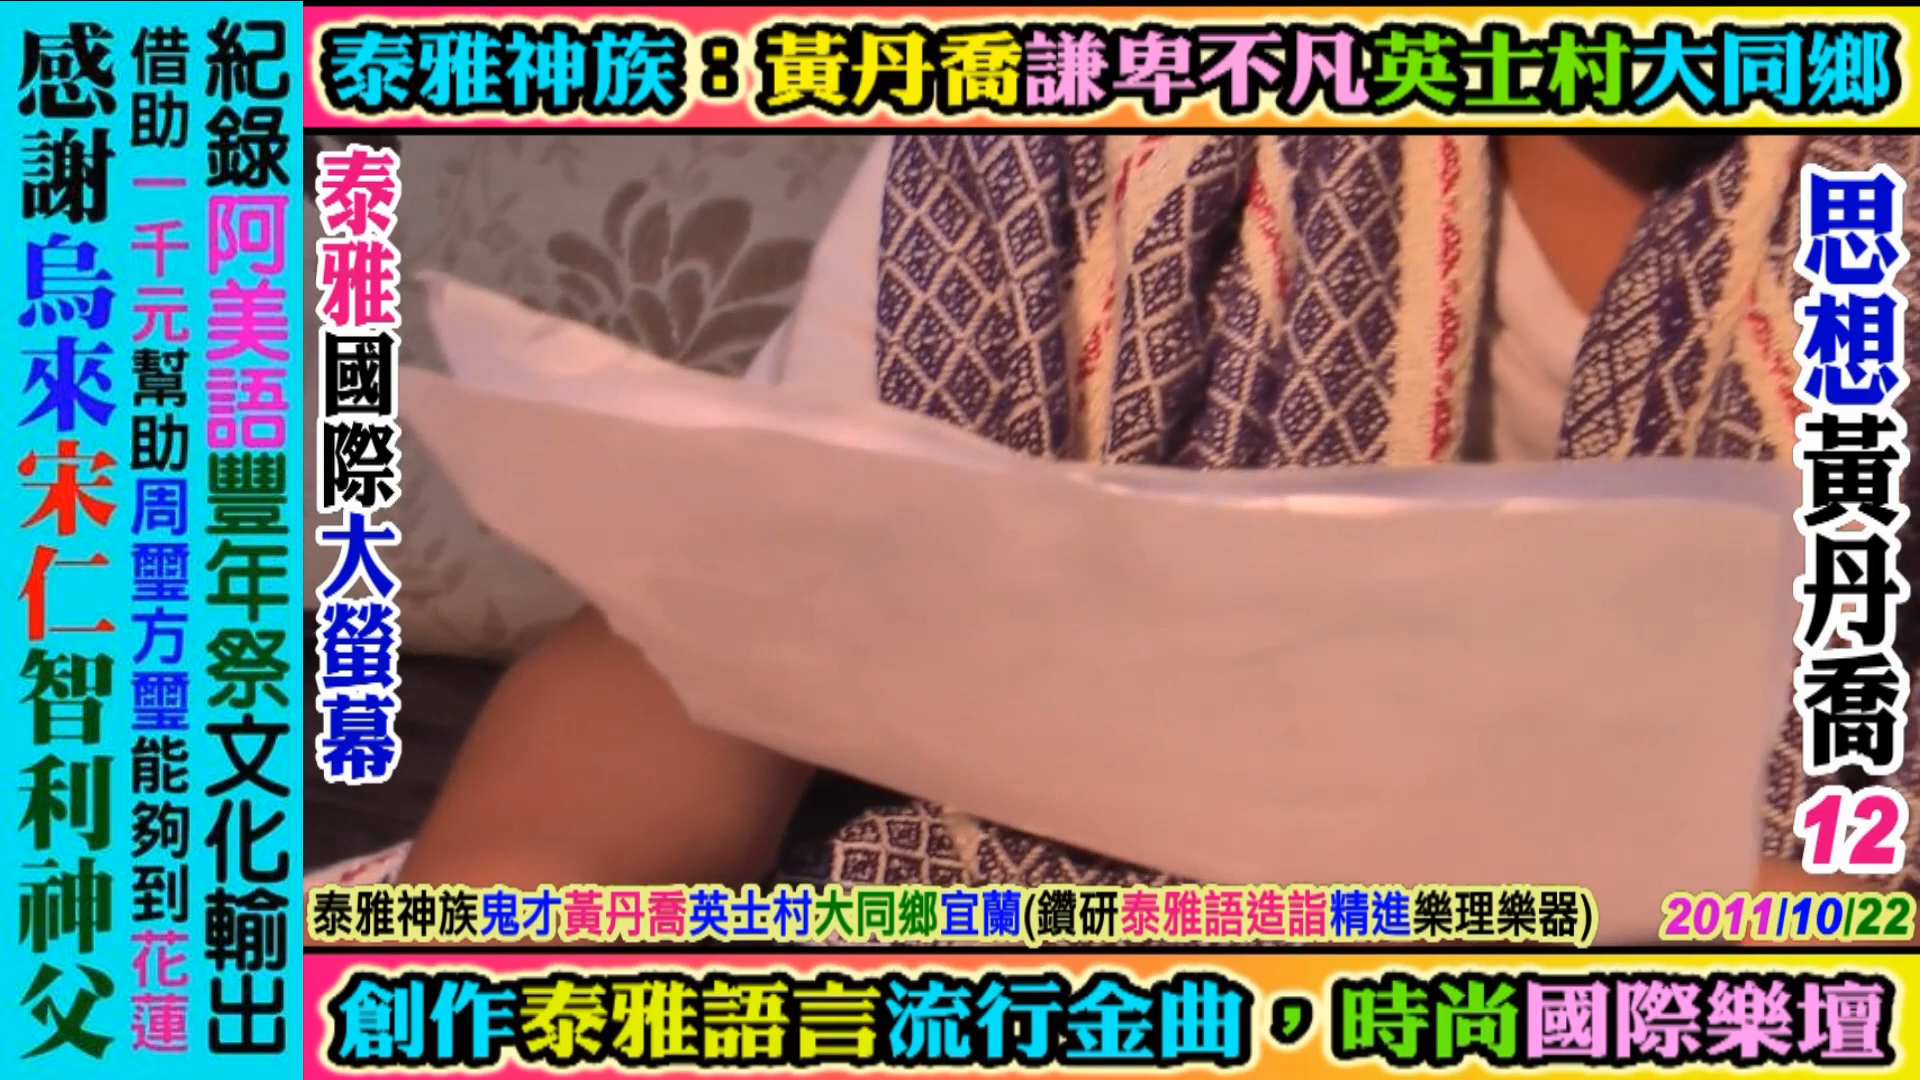 泰雅神族：黃丹喬謙卑不凡英士村大同鄉
紀錄阿美語豐年祭文化輸出
借助一千元幫助周璽方璽能夠到花蓮
感謝烏來宋仁智利神父
泰雅國際大螢幕
思想黃丹喬12
泰雅神族鬼才黃丹喬英士村大同鄉宜蘭(鑽研泰雅語造詣精進樂理樂器)
2011/10/22
創作泰雅語言流行金曲，時尚國際樂壇